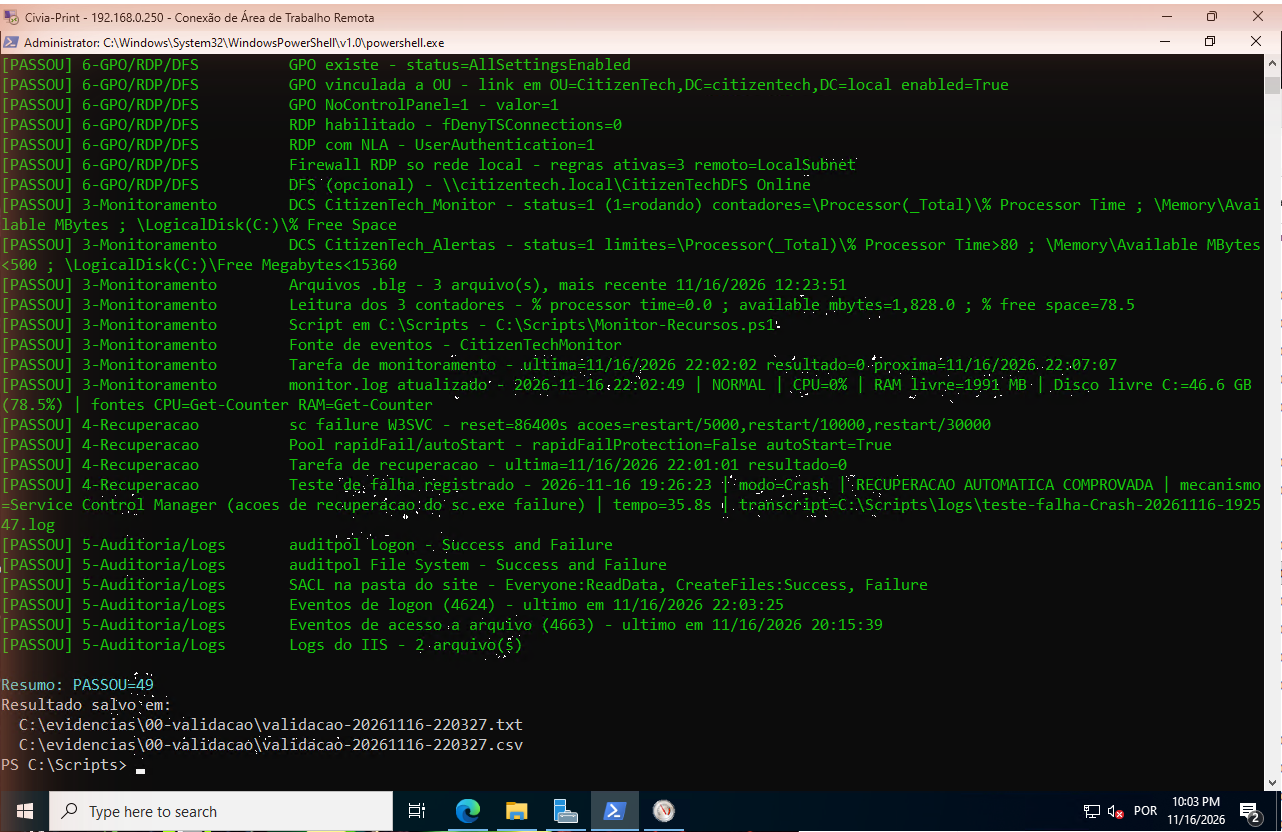 Civia-Print - 192.168.0.250 - Conexão de Área de Trabalho Remota
Administrator: C:\Windows\System32\WindowsPowerShell\v1.0\powershell.exe
[PASSOU] 6-GPO/RDP/DFS GPO existe - status=AllSettingsEnabled
[PASSOU] 6-GPO/RDP/DFS GPO vinculada a OU - link em OU=CitizenTech,DC=citizentech,DC=local enabled=True
[PASSOU] 6-GPO/RDP/DFS GPO NoControlPanel=1 - valor=1
[PASSOU] 6-GPO/RDP/DFS RDP habilitado - fDenyTSConnections=0
[PASSOU] 6-GPO/RDP/DFS RDP com NLA - UserAuthentication=1
[PASSOU] 6-GPO/RDP/DFS Firewall RDP so rede local - regras ativas=3 remoto=LocalSubnet
[PASSOU] 6-GPO/RDP/DFS DFS (opcional) - \\citizentech.local\CitizenTechDFS Online
[PASSOU] 3-Monitoramento DCS CitizenTech_Monitor - status=1 (1=rodando) contadores=\Processor(_Total)\% Processor Time ; \Memory\Avai
lable MBytes ; \LogicalDisk(C:)\% Free Space
[PASSOU] 3-Monitoramento DCS CitizenTech_Alertas - status=1 limites=\Processor(_Total)\% Processor Time>80 ; \Memory\Available MBytes
<500 ; \LogicalDisk(C:)\Free Megabytes<15360
[PASSOU] 3-Monitoramento Arquivos .blg - 3 arquivo(s), mais recente 11/16/2026 12:23:51
[PASSOU] 3-Monitoramento Leitura dos 3 contadores - % processor time=0.0 ; available mbytes=1,828.0 ; % free space=78.5
[PASSOU] 3-Monitoramento Script em C:\Scripts - C:\Scripts\Monitor-Recursos.ps1
[PASSOU] 3-Monitoramento Fonte de eventos - CitizenTechMonitor
[PASSOU] 3-Monitoramento Tarefa de monitoramento - ultima=11/16/2026 22:02:02 resultado=0 proxima=11/16/2026 22:07:07
[PASSOU] 3-Monitoramento monitor.log atualizado - 2026-11-16 22:02:49 | NORMAL | CPU=0% | RAM livre=1991 MB | Disco livre C:=46.6 GB
(78.5%) | fontes CPU=Get-Counter RAM=Get-Counter
[PASSOU] 4-Recuperacao sc failure W3SVC - reset=86400s acoes=restart/5000,restart/10000,restart/30000
[PASSOU] 4-Recuperacao Pool rapidFail/autoStart - rapidFailProtection=False autoStart=True
[PASSOU] 4-Recuperacao Tarefa de recuperacao - ultima=11/16/2026 22:01:01 resultado=0
[PASSOU] 4-Recuperacao Teste de falha registrado - 2026-11-16 19:26:23 | modo=Crash | RECUPERACAO AUTOMATICA COMPROVADA | mecanismo
=Service Control Manager (acoes de recuperacao do sc.exe failure) | tempo=35.8s | transcript=C:\Scripts\logs\teste-falha-Crash-20261116-1925
47.log
[PASSOU] 5-Auditoria/Logs auditpol Logon - Success and Failure
[PASSOU] 5-Auditoria/Logs auditpol File System - Success and Failure
[PASSOU] 5-Auditoria/Logs SACL na pasta do site - Everyone:ReadData, CreateFiles:Success, Failure
[PASSOU] 5-Auditoria/Logs Eventos de logon (4624) - ultimo em 11/16/2026 22:03:25
[PASSOU] 5-Auditoria/Logs Eventos de acesso a arquivo (4663) - ultimo em 11/16/2026 20:15:39
[PASSOU] 5-Auditoria/Logs Logs do IIS - 2 arquivo(s)
Resumo: PASSOU=49
Resultado salvo em:
C:\evidencias\00-validacao\validacao-20261116-220327.txt
C:\evidencias\00-validacao\validacao-20261116-220327.csv
PS C:\Scripts>
Type here to search
POR
10:03 PM
11/16/2026
2